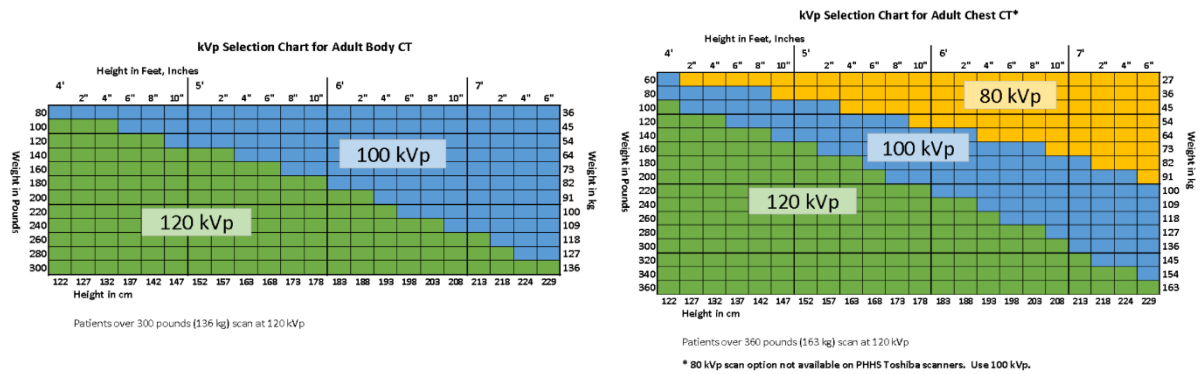 kVp Selection Chart for Adult Body CT
Height in Feet, Inches
4' 5' 6' 7'
2" 4" 6" 8" 10" 2" 4" 6" 8" 10" 2" 4" 6" 8" 10" 2" 4" 6"
Weight in Pounds
Weight in kg
80 36
100 45
120 54
140 64
160 73
180 82
200 91
220 100
240 109
260 118
280 127
300 136
100 kVp
120 kVp
122 127 132 137 142 147 152 157 163 168 173 178 183 188 193 198 203 208 213 218 224 229
Height in cm
Patients over 300 pounds (136 kg) scan at 120 kVp
kVp Selection Chart for Adult Chest CT*
Height in Feet, Inches
4' 5' 6' 7'
2" 4" 6" 8" 10" 2" 4" 6" 8" 10" 2" 4" 6" 8" 10" 2" 4" 6"
Weight in Pounds
Weight in kg
60 27
80 36
100 45
120 54
140 64
160 73
180 82
200 91
220 100
240 109
260 118
280 127
300 136
320 145
340 154
360 163
80 kVp
100 kVp
120 kVp
122 127 132 137 142 147 152 157 163 168 173 178 183 188 193 198 203 208 213 218 224 229
Height in cm
Patients over 360 pounds (163 kg) scan at 120 kVp
* 80 kVp scan option not available on PHHS Toshiba scanners. Use 100 kVp.